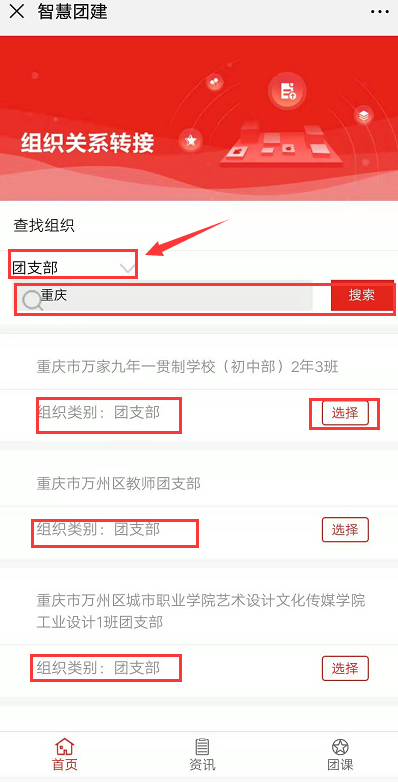 智慧团建
组织关系转接
查找组织
团支部
重庆
搜索
重庆市万家九年一贯制学校（初中部）2年3班
组织类别：团支部
选择
重庆市万州区教师团支部
组织类别：团支部
选择
重庆市万州区城市职业学院艺术设计文化传媒学院
工业设计1班团支部
组织类别：团支部
选择
首页
资讯
团课